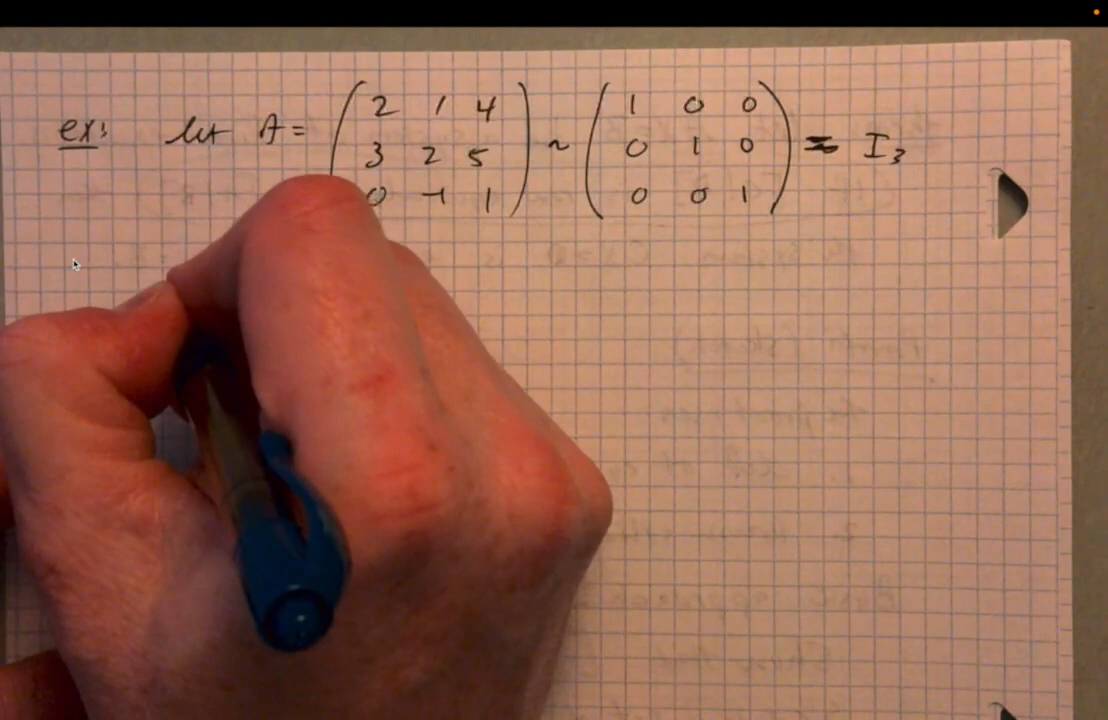 ex: let A = ( 2 1 4 ) ~ ( 1 0 0 ) = I₃
( 3 2 5 ) ( 0 1 0 )
( 0 -1 1 ) ( 0 0 1 )